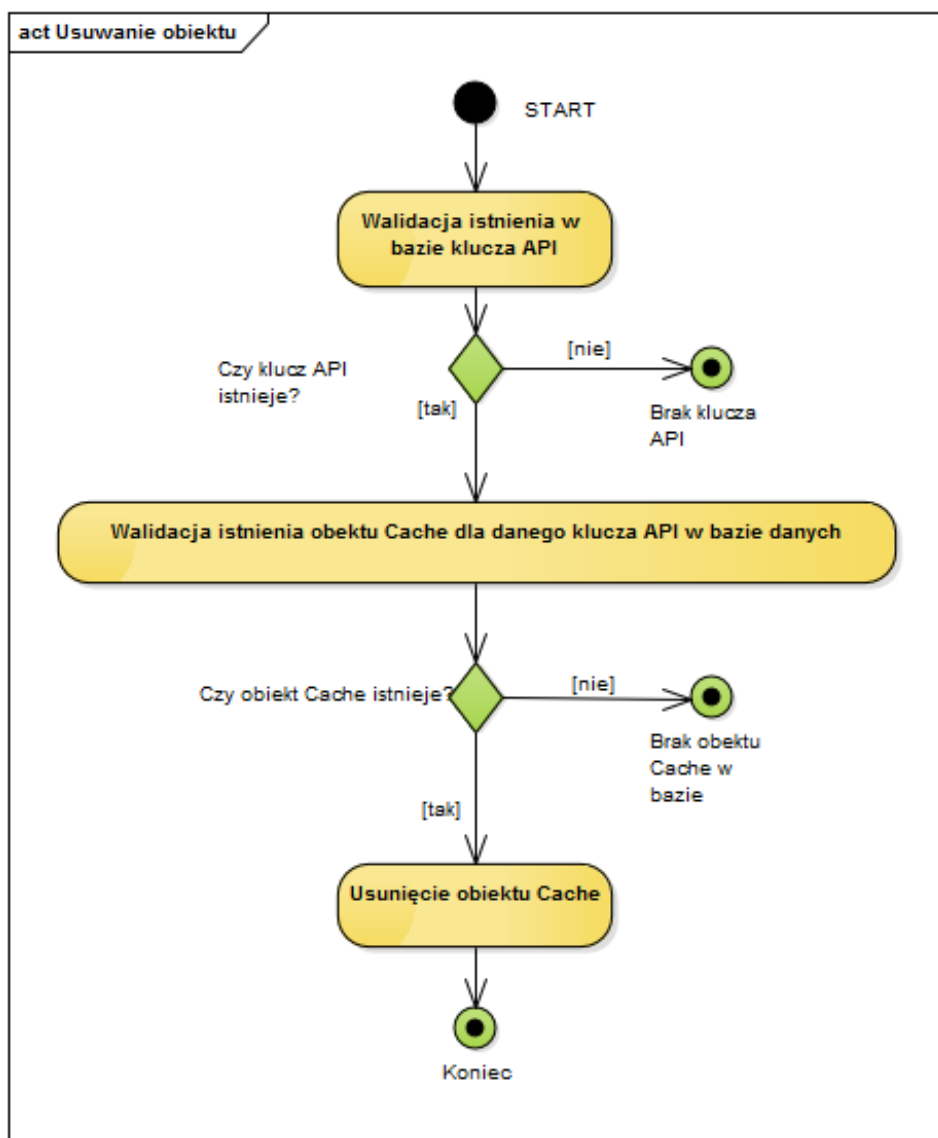 act Usuwanie obiektu
START
Walidacja istnienia w
bazie klucza API
Czy klucz API
istnieje?
[nie]
[tak]
Brak klucza
API
Walidacja istnienia obektu Cache dla danego klucza API w bazie danych
Czy obiekt Cache istnieje?
[nie]
Brak obektu
Cache w
bazie
[tak]
Usunięcie obiektu Cache
Koniec